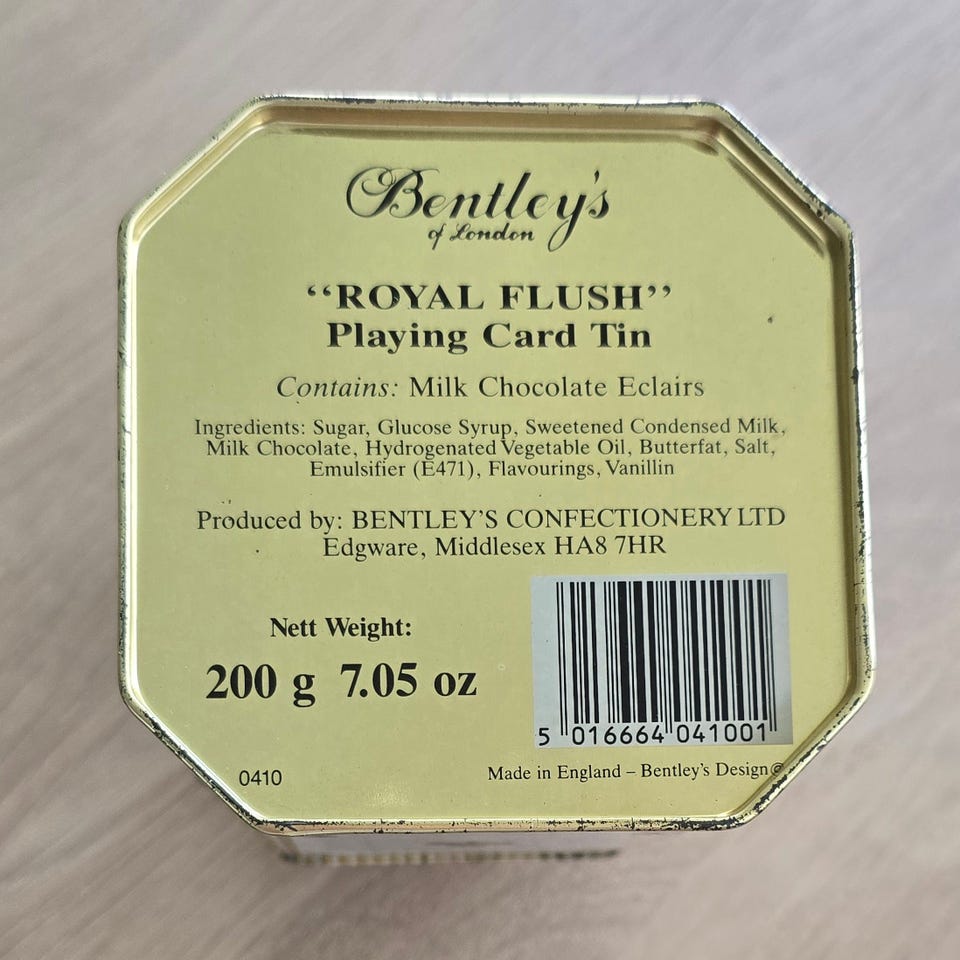 Bentley's
of London
“ROYAL FLUSH”
Playing Card Tin
Contains: Milk Chocolate Eclairs
Ingredients: Sugar, Glucose Syrup, Sweetened Condensed Milk,
Milk Chocolate, Hydrogenated Vegetable Oil, Butterfat, Salt,
Emulsifier (E471), Flavourings, Vanillin
Produced by: BENTLEY'S CONFECTIONERY LTD
Edgware, Middlesex HA8 7HR
Nett Weight:
200 g 7.05 oz
5 016664 041001
0410
Made in England – Bentley's Design©